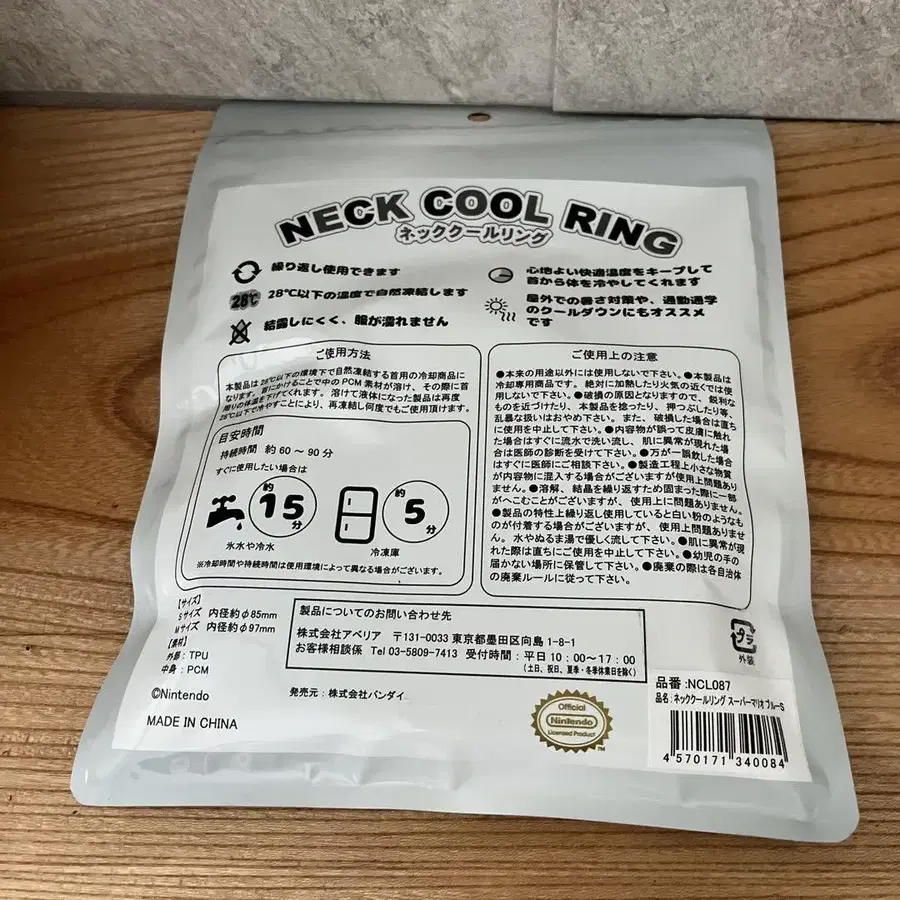 NECK COOL RING
ネッククールリング
繰り返し使用できます
28℃
28℃以下の温度で自然凍結します
結露しにくく、服が濡れません
心地よい快適温度をキープして
首から体を冷やしてくれます
屋外での暑さ対策や、通勤通学
のクールダウンにもオススメ
です
ご使用方法
本製品は28℃以下の環境下で自然凍結する首用の冷却商品に
なります。首にかけることで中のPCM素材が溶け、その際に首
周りの体温を下げてくれます。溶けて液体になった製品は再度
28℃以下で冷やすことにより、再凍結し何度でもご使用頂けます。
目安時間
持続時間 約60～90分
すぐに使用したい場合は
約
15分
氷水や冷水
約
5分
冷凍庫
※冷却時間や持続時間は使用環境によって異なる場合がございます。
ご使用上の注意
●本来の用途以外には使用しないで下さい。●本製品は
冷却専用商品です。絶対に加熱したり火気の近くでは使
用しないで下さい。●破損の原因となりますので、鋭利な
ものを近づけたり、本製品を捻ったり、押つぶしたり等、
乱暴な扱いはおやめ下さい。また、破損した場合は直ち
に使用を中止して下さい。●内容物が誤って皮膚に触れ
た場合はすぐに流水で洗い流し、肌に異常が現れた場合
は医師の診断を受けて下さい。●万が一誤飲した場合
はすぐに医師にご相談下さい。●製造工程上小さな物質
が内容物に混入する場合がございますが使用上問題あり
ません。●溶解、結晶を繰り返すため固まった際に一部
がへこむことがございますが、使用上に問題ありません。
●製品の特性上繰り返し使用していると白い粉のようなも
のが付着する場合がございますが、使用上問題ありませ
ん。水やぬるま湯で優しく流して下さい。●肌に異常が現
れた際は直ちにご使用を中止して下さい。●幼児の手の
届かない場所に保管して下さい。●廃棄の際は各自治体
の廃棄ルールに従って下さい。
【サイズ】
Sサイズ 内径約φ85mm
Mサイズ 内径約φ97mm
【素材】
外部：TPU
中身：PCM
製品についてのお問い合わせ先
株式会社アベリア 〒131-0033 東京都墨田区向島1-8-1
お客様相談係 Tel 03-5809-7413 受付時間：平日10：00～17：00
（土日、祝日、夏季・冬季休業日を除く）
©Nintendo
発売元：株式会社バンダイ
MADE IN CHINA
Official
Nintendo
Licensed Product
プラ
外装
品番：NCL087
品名：ネッククールリング スーパーマリオ ブルーS
4 570171 340084